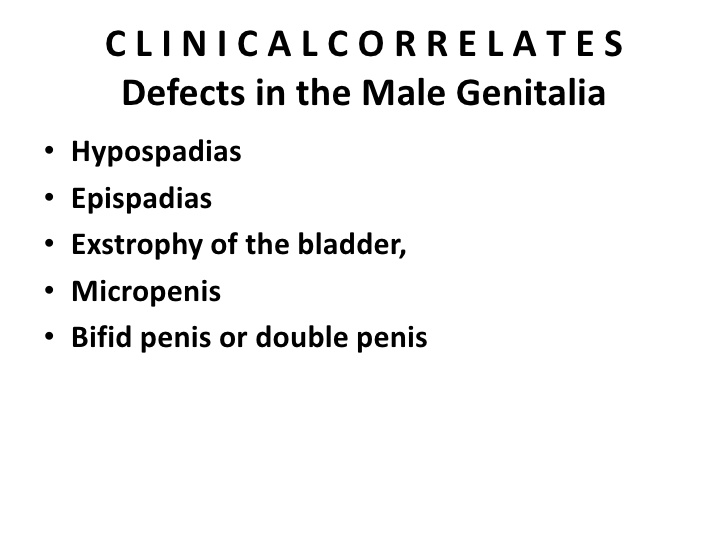 C L I N I C A L C O R R E L A T E S
Defects in the Male Genitalia
• Hypospadias
• Epispadias
• Exstrophy of the bladder,
• Micropenis
• Bifid penis or double penis